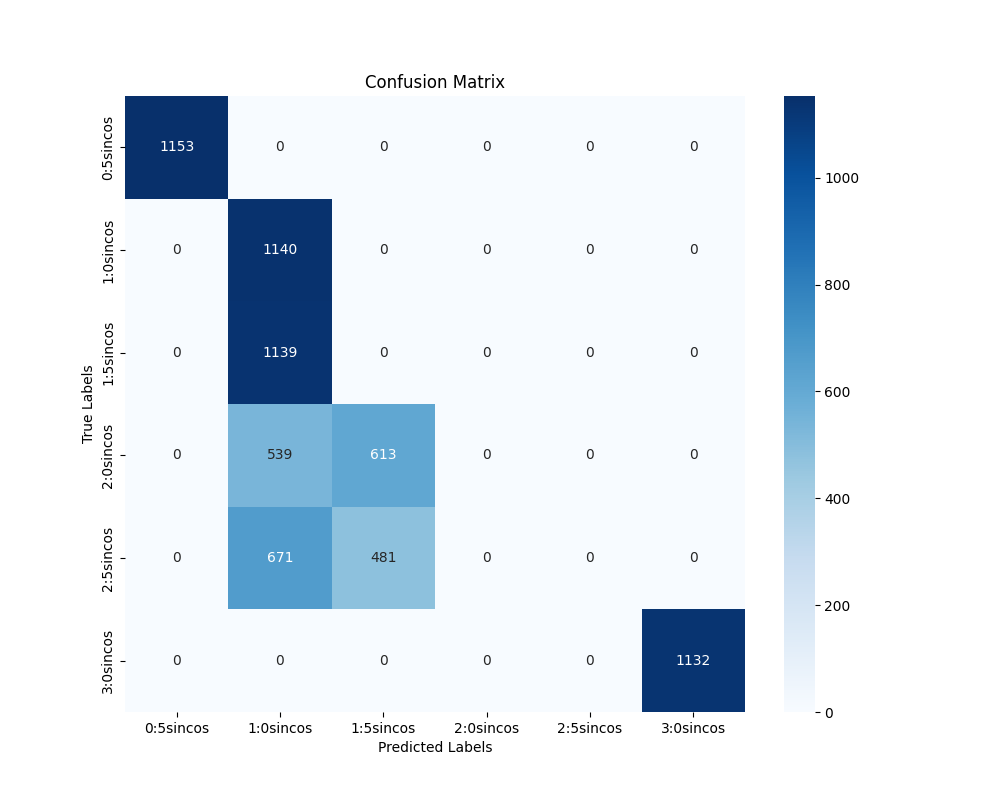 Confusion Matrix
True Labels
0:5sincos
1153 0 0 0 0 0
1:0sincos
0 1140 0 0 0 0
1:5sincos
0 1139 0 0 0 0
2:0sincos
0 539 613 0 0 0
2:5sincos
0 671 481 0 0 0
3:0sincos
0 0 0 0 0 1132
0:5sincos 1:0sincos 1:5sincos 2:0sincos 2:5sincos 3:0sincos
Predicted Labels
1000
800
600
400
200
0